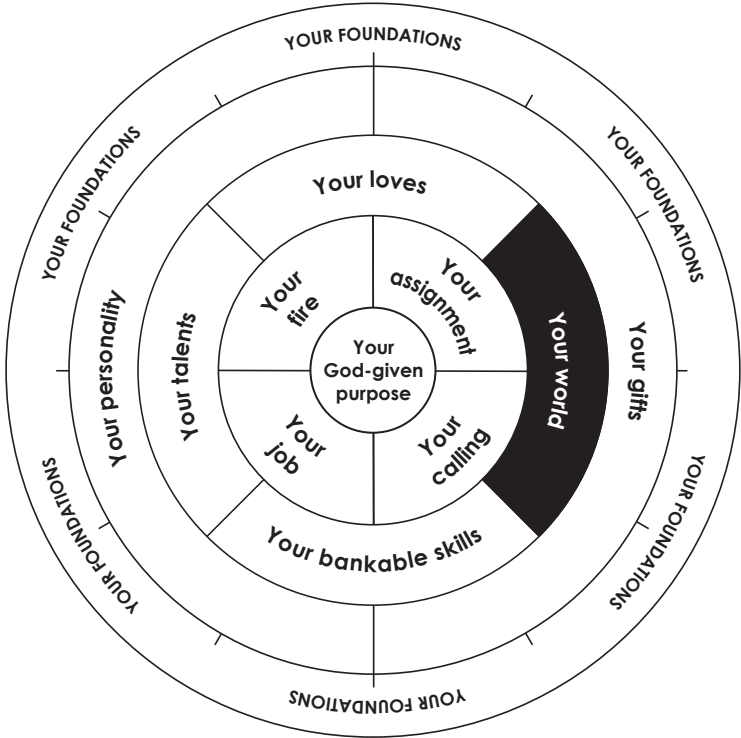 YOUR FOUNDATIONS
YOUR FOUNDATIONS
YOUR FOUNDATIONS
YOUR FOUNDATIONS
YOUR FOUNDATIONS
YOUR FOUNDATIONS
Your personality
Your gifts
Your loves
Your talents
Your world
Your bankable skills
Your
fire
Your
assignment
Your
job
Your
calling
Your
God-given
purpose